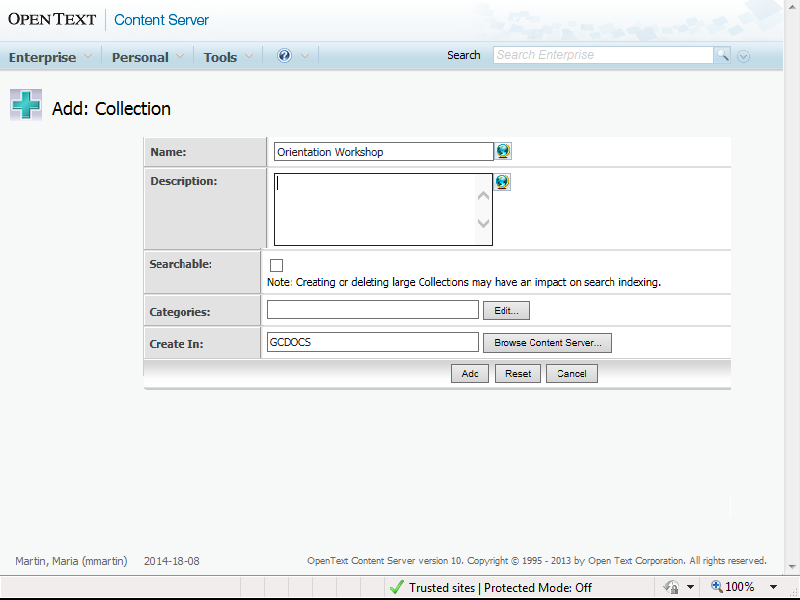 OPEN TEXT | Content Server
Enterprise Personal Tools ? Search Search Enterprise
Add: Collection
Name: Orientation Workshop
Description:
Searchable:
Note: Creating or deleting large Collections may have an impact on search indexing.
Categories: Edit...
Create In: GCDOCS Browse Content Server...
Add Reset Cancel
Martin, Maria (mmartin) 2014-18-08 OpenText Content Server version 10. Copyright © 1995 - 2013 by Open Text Corporation. All rights reserved.
Trusted sites | Protected Mode: Off 100%